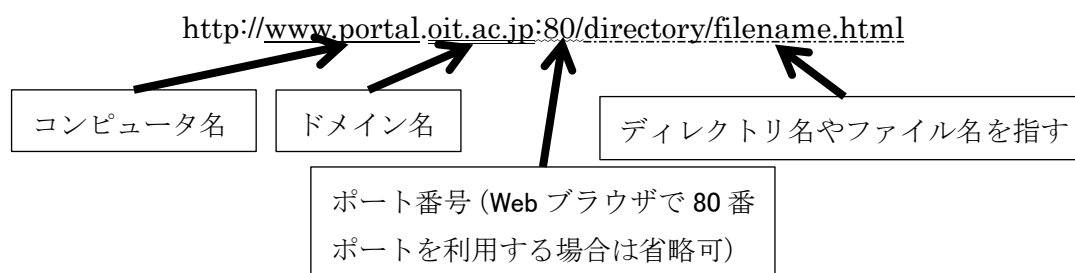 http://www.portal.oit.ac.jp:80/directory/filename.html
コンピュータ名
ドメイン名
ディレクトリ名やファイル名を指す
ポート番号（Web ブラウザで 80 番
ポートを利用する場合は省略可）